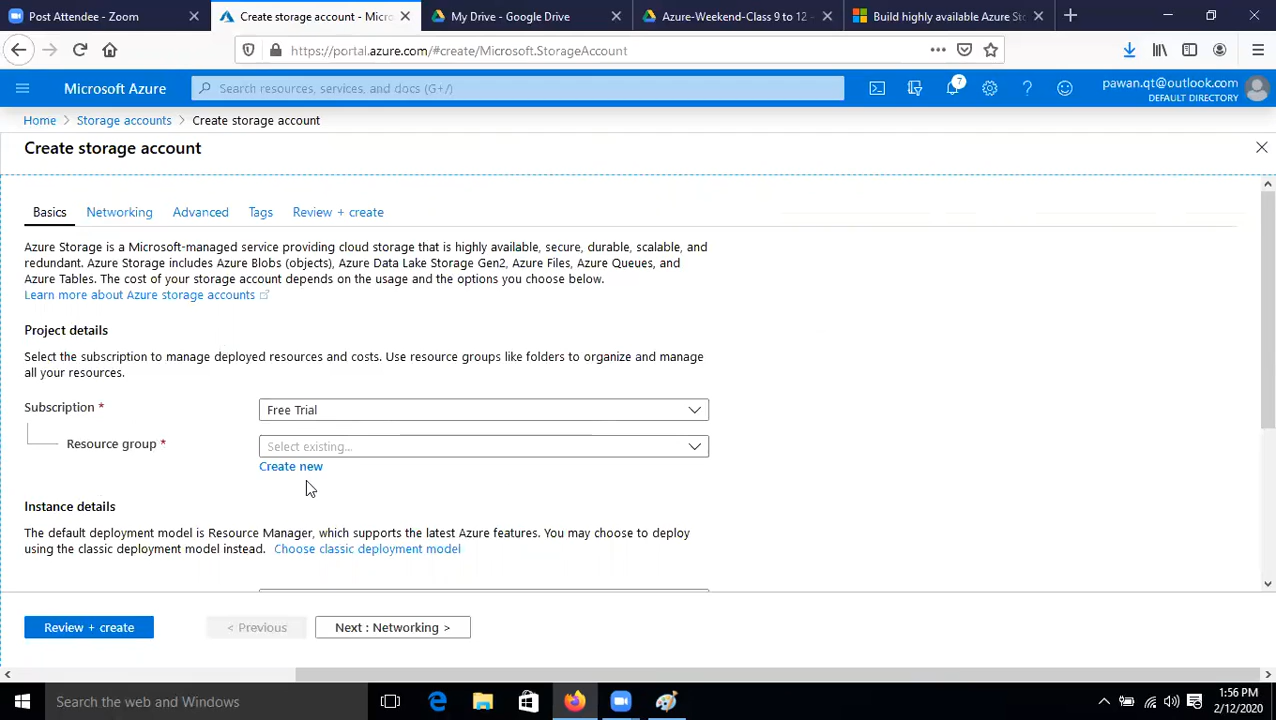 Post Attendee - Zoom
Create storage account - Micro
My Drive - Google Drive
Azure-Weekend-Class 9 to 12 -
Build highly available Azure Sto
https://portal.azure.com/#create/Microsoft.StorageAccount
Microsoft Azure
Search resources, services, and docs (G+/)
7
pawan.qt@outlook.com
DEFAULT DIRECTORY
Home > Storage accounts > Create storage account
Create storage account
Basics Networking Advanced Tags Review + create
Azure Storage is a Microsoft-managed service providing cloud storage that is highly available, secure, durable, scalable, and
redundant. Azure Storage includes Azure Blobs (objects), Azure Data Lake Storage Gen2, Azure Files, Azure Queues, and
Azure Tables. The cost of your storage account depends on the usage and the options you choose below.
Learn more about Azure storage accounts
Project details
Select the subscription to manage deployed resources and costs. Use resource groups like folders to organize and manage
all your resources.
Subscription *
Free Trial
Resource group *
Select existing...
Create new
Instance details
The default deployment model is Resource Manager, which supports the latest Azure features. You may choose to deploy
using the classic deployment model instead. Choose classic deployment model
Review + create
< Previous
Next : Networking >
Search the web and Windows
1:56 PM
2/12/2020